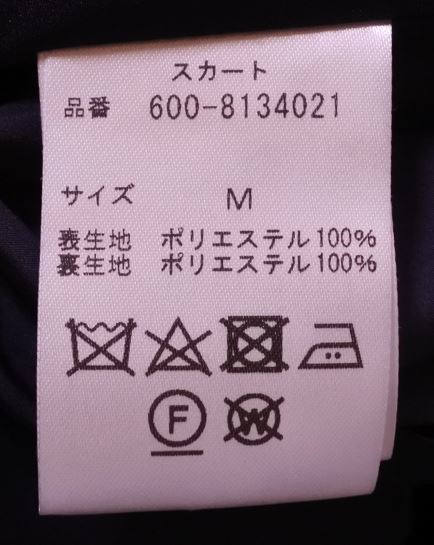 スカート
品番 600-8134021
サイズ M
表生地 ポリエステル100%
裏生地 ポリエステル100%
F W